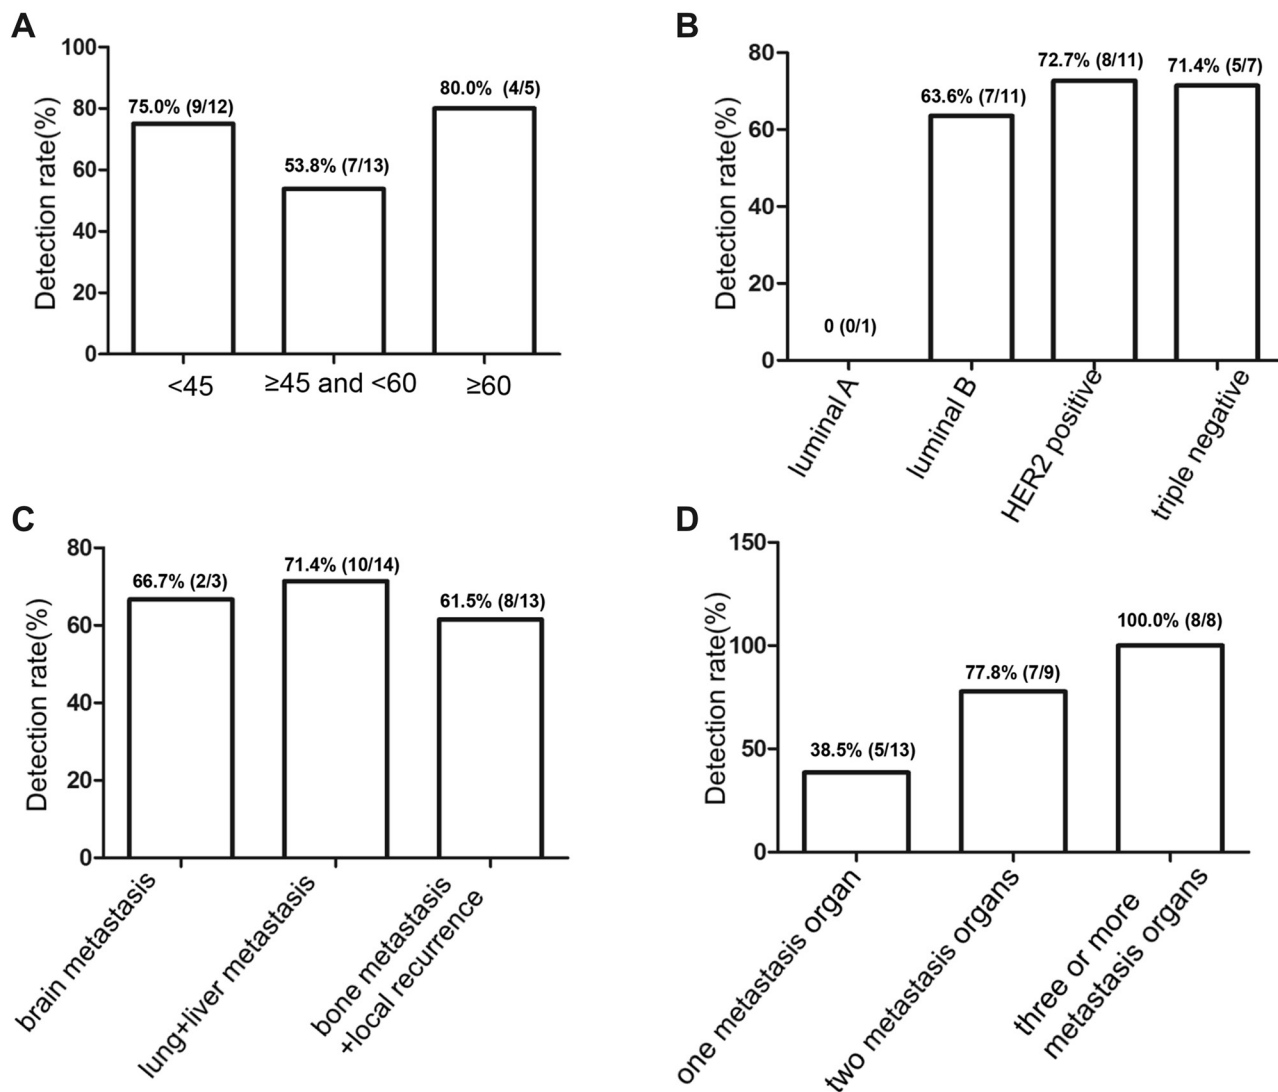 A
Detection rate(%)
100
80
60
40
20
0
75.0% (9/12)
53.8% (7/13)
80.0% (4/5)
<45
≥45 and <60
≥60
B
Detection rate(%)
80
60
40
20
0
0 (0/1)
63.6% (7/11)
72.7% (8/11)
71.4% (5/7)
luminal A
luminal B
HER2 positive
triple negative
C
Detection rate(%)
80
60
40
20
0
66.7% (2/3)
71.4% (10/14)
61.5% (8/13)
brain metastasis
lung+liver metastasis
bone metastasis
+local recurrence
D
Detection rate(%)
150
100
50
0
38.5% (5/13)
77.8% (7/9)
100.0% (8/8)
one metastasis organ
two metastasis organs
three or more
metastasis organs